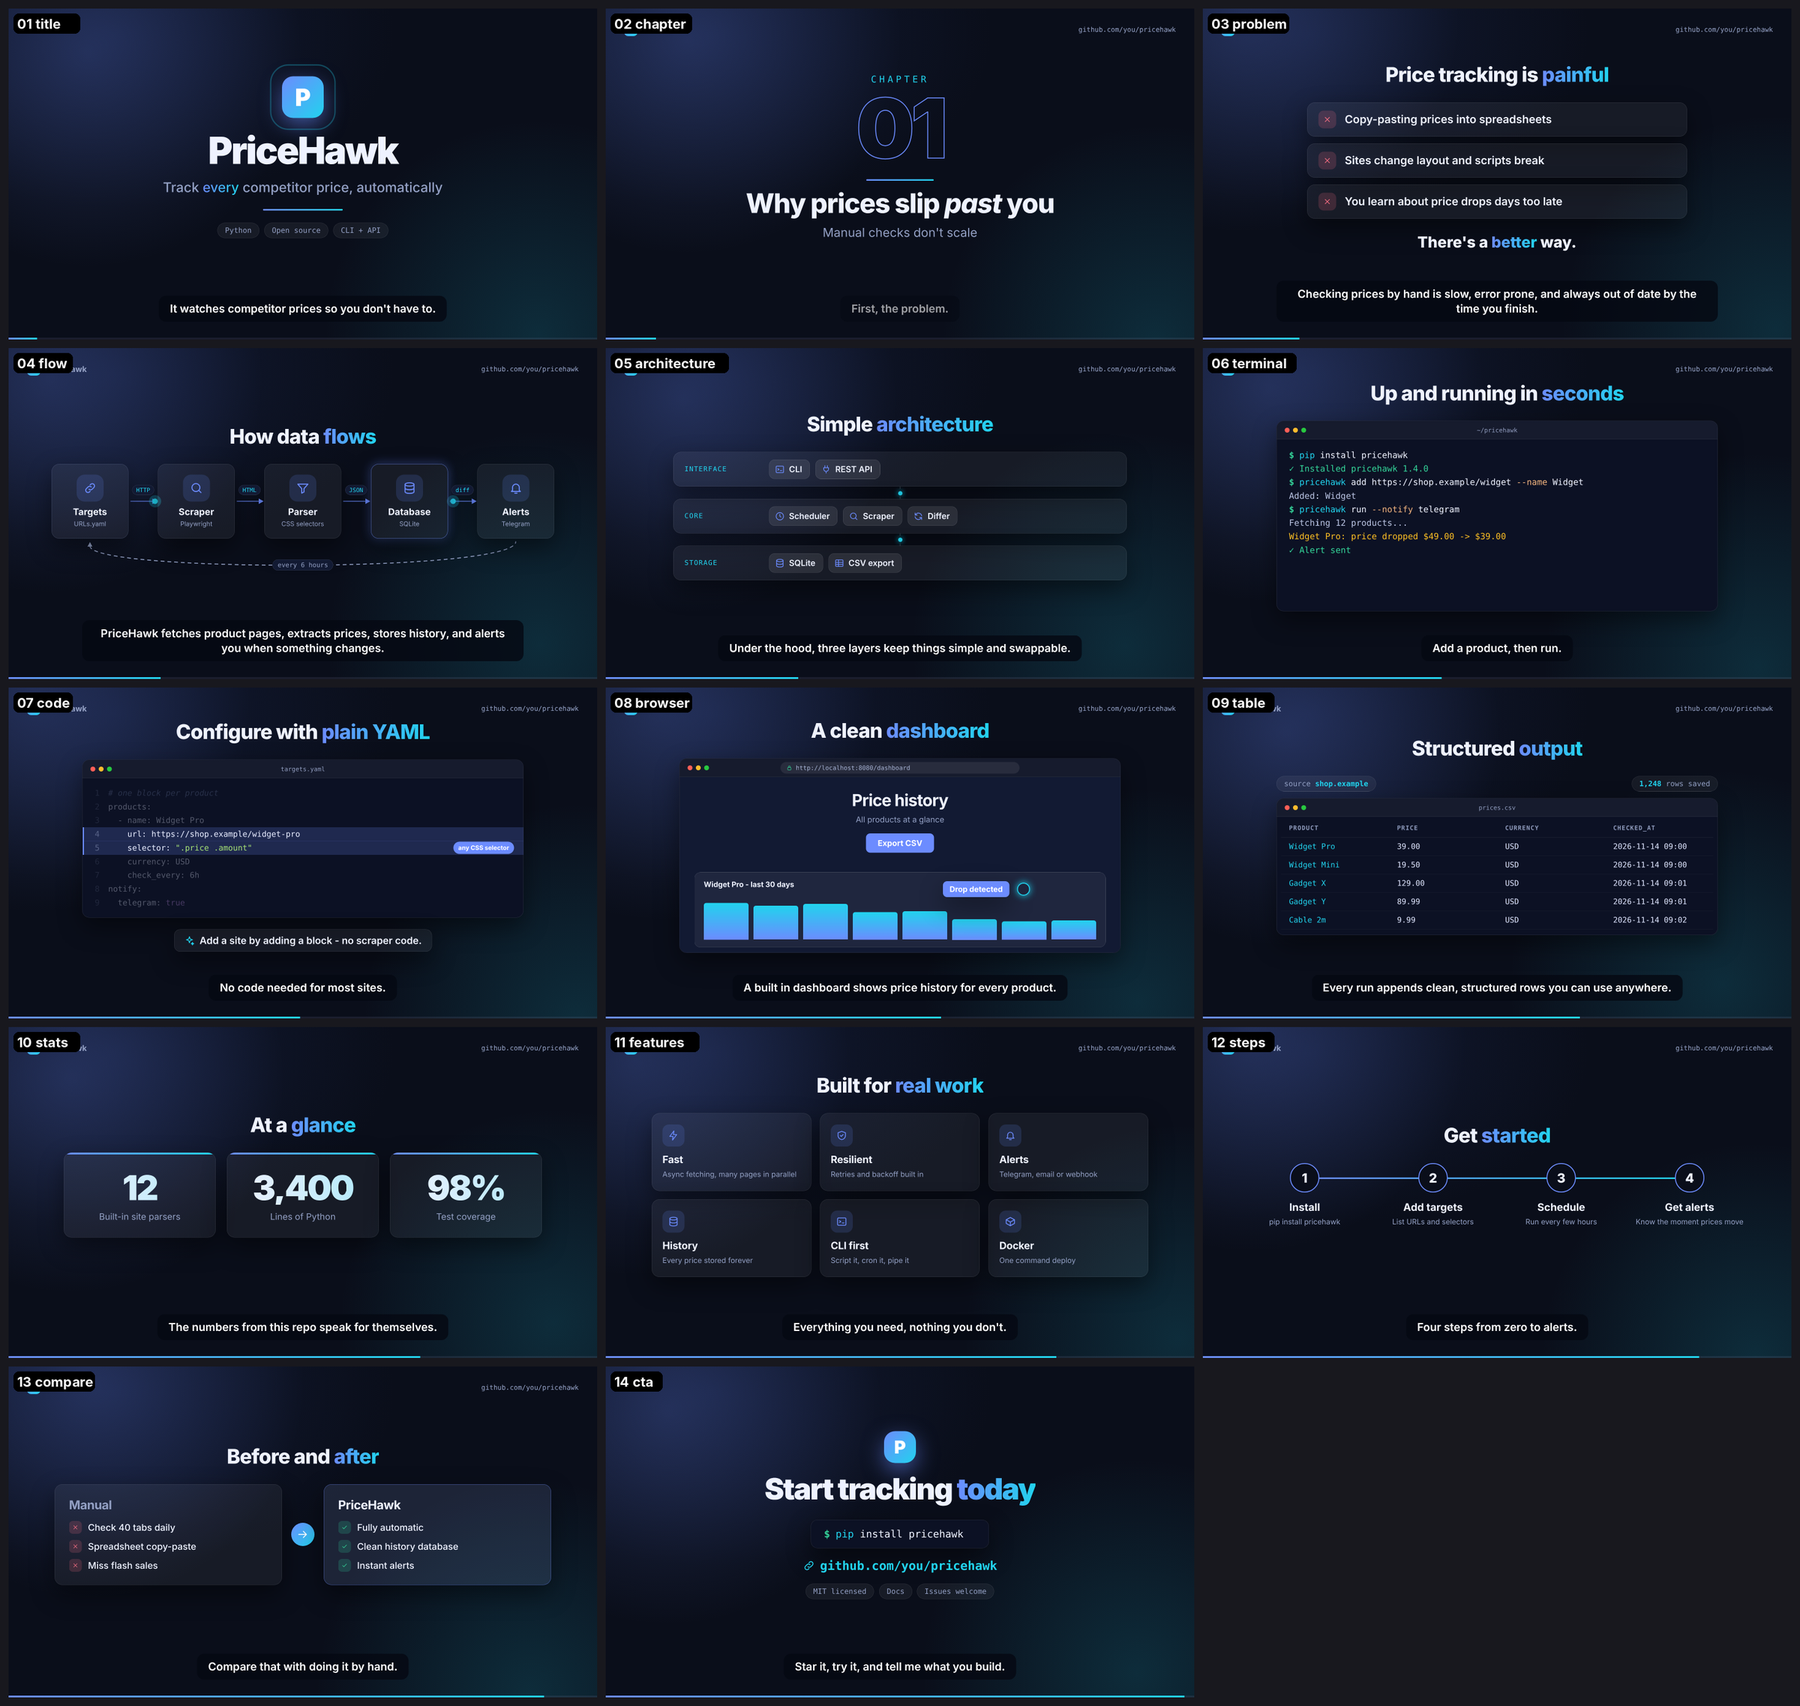 01 title
P
PriceHawk
Track every competitor price, automatically
Python
Open source
CLI + API
It watches competitor prices so you don't have to.
02 chapter
github.com/you/pricehawk
CHAPTER
01
Why prices slip past you
Manual checks don't scale
First, the problem.
03 problem
github.com/you/pricehawk
Price tracking is painful
Copy-pasting prices into spreadsheets
Sites change layout and scripts break
You learn about price drops days too late
There's a better way.
Checking prices by hand is slow, error prone, and always out of date by the
time you finish.
04 flow
awk
github.com/you/pricehawk
How data flows
Targets
URLs.yaml
HTTP
Scraper
Playwright
HTML
Parser
CSS selectors
JSON
Database
SQLite
diff
Alerts
Telegram
every 6 hours
PriceHawk fetches product pages, extracts prices, stores history, and alerts
you when something changes.
05 architecture
github.com/you/pricehawk
Simple architecture
INTERFACE
CLI
REST API
CORE
Scheduler
Scraper
Differ
STORAGE
SQLite
CSV export
Under the hood, three layers keep things simple and swappable.
06 terminal
github.com/you/pricehawk
Up and running in seconds
~/pricehawk
$ pip install pricehawk
✓ Installed pricehawk 1.4.0
$ pricehawk add https://shop.example/widget --name Widget
Added: Widget
$ pricehawk run --notify telegram
Fetching 12 products...
Widget Pro: price dropped $49.00 -> $39.00
✓ Alert sent
Add a product, then run.
07 code
awk
github.com/you/pricehawk
Configure with plain YAML
targets.yaml
1 # one block per product
2 products:
3 - name: Widget Pro
4 url: https://shop.example/widget-pro
5 selector: ".price .amount"
any CSS selector
6 currency: USD
7 check_every: 6h
8 notify:
9 telegram: true
Add a site by adding a block - no scraper code.
No code needed for most sites.
08 browser
github.com/you/pricehawk
A clean dashboard
http://localhost:8080/dashboard
Price history
All products at a glance
Export CSV
Widget Pro - last 30 days
Drop detected
A built in dashboard shows price history for every product.
09 table
k
github.com/you/pricehawk
Structured output
source shop.example
1,248 rows saved
prices.csv
PRODUCT PRICE CURRENCY CHECKED_AT
Widget Pro 39.00 USD 2026-11-14 09:00
Widget Mini 19.50 USD 2026-11-14 09:00
Gadget X 129.00 USD 2026-11-14 09:01
Gadget Y 89.99 USD 2026-11-14 09:01
Cable 2m 9.99 USD 2026-11-14 09:02
Every run appends clean, structured rows you can use anywhere.
10 stats
wk
github.com/you/pricehawk
At a glance
12
Built-in site parsers
3,400
Lines of Python
98%
Test coverage
The numbers from this repo speak for themselves.
11 features
github.com/you/pricehawk
Built for real work
Fast
Async fetching, many pages in parallel
Resilient
Retries and backoff built in
Alerts
Telegram, email or webhook
History
Every price stored forever
CLI first
Script it, cron it, pipe it
Docker
One command deploy
Everything you need, nothing you don't.
12 steps
k
github.com/you/pricehawk
Get started
1
Install
pip install pricehawk
2
Add targets
List URLs and selectors
3
Schedule
Run every few hours
4
Get alerts
Know the moment prices move
Four steps from zero to alerts.
13 compare
github.com/you/pricehawk
Before and after
Manual
Check 40 tabs daily
Spreadsheet copy-paste
Miss flash sales
PriceHawk
Fully automatic
Clean history database
Instant alerts
Compare that with doing it by hand.
14 cta
P
Start tracking today
$ pip install pricehawk
github.com/you/pricehawk
MIT licensed
Docs
Issues welcome
Star it, try it, and tell me what you build.